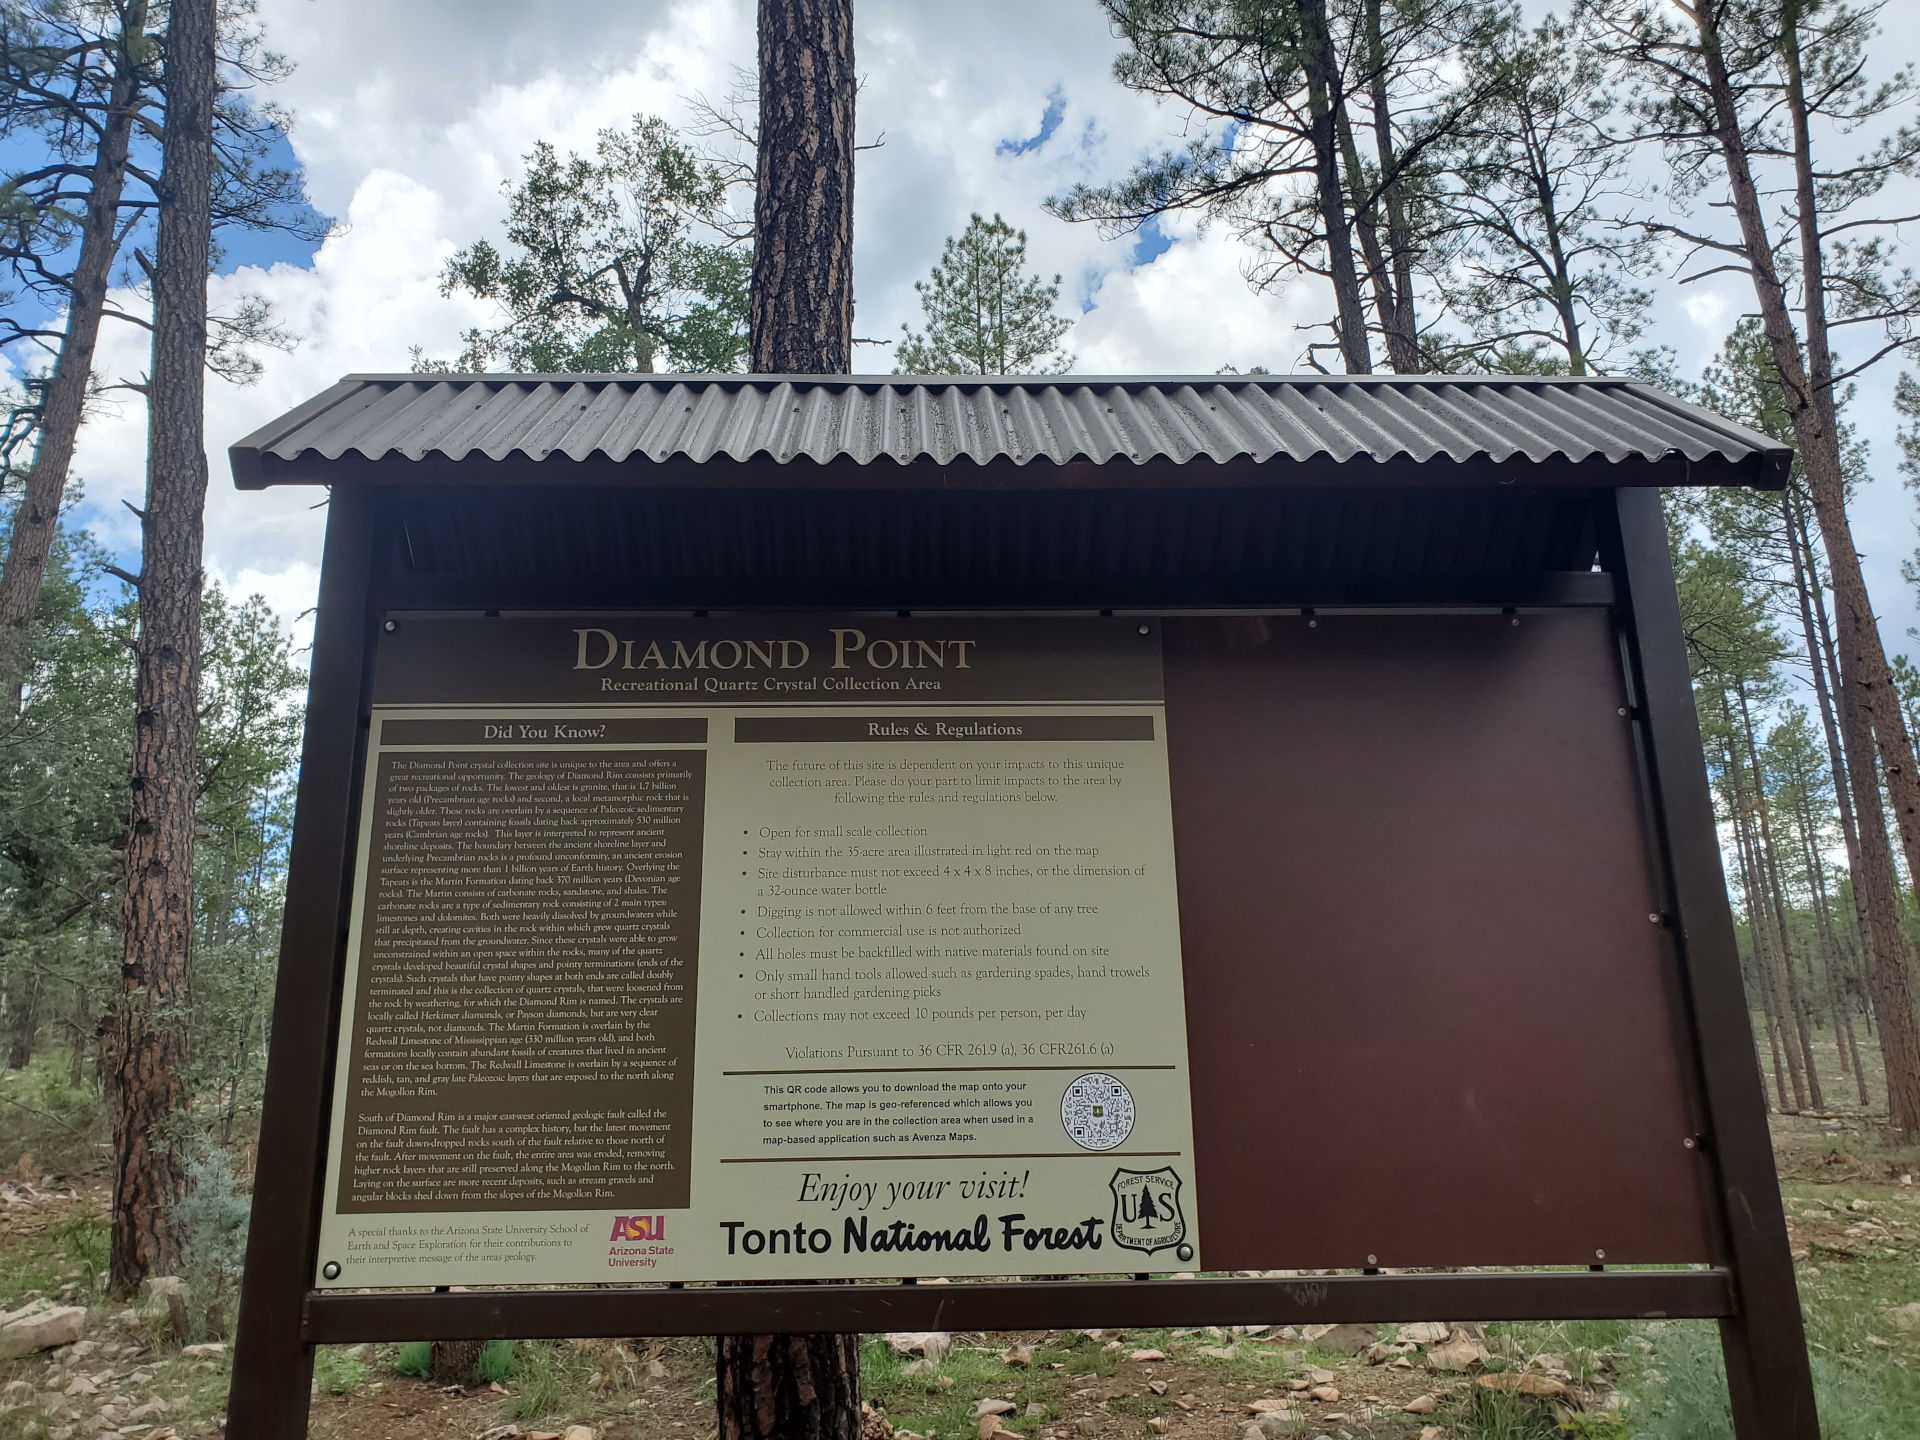 DIAMOND POINT
Recreational Quartz Crystal Collection Area
Did You Know?
The Diamond Point crystal collection site is unique to the area and offers a
great recreational opportunity. The geology of Diamond Rim consists primarily
of two packages of rocks. The lowest and oldest is granite, that is 1.7 billion
years old (Precambrian age rocks) and second, a local metamorphic rock that is
slightly older. These rocks are overlain by a sequence of Paleozoic sedimentary
rocks (Tapeats layer) containing fossils dating back approximately 530 million
years (Cambrian age rocks). This layer is interpreted to represent ancient
shoreline deposits. The boundary between the ancient shoreline layer and
underlying Precambrian rocks is a profound unconformity, an ancient erosion
surface representing more than 1 billion years of Earth history. Overlying the
Tapeats is the Martin Formation dating back 370 million years (Devonian age
rocks). The Martin consists of carbonate rocks, sandstone, and shales. The
carbonate rocks are a type of sedimentary rock consisting of 2 main types:
limestones and dolomites. Both were heavily dissolved by groundwaters while
still at depth, creating cavities in the rock within which grew quartz crystals
that precipitated from the groundwater. Since these crystals were able to grow
unconstrained within an open space within the rocks, many of the quartz
crystals developed beautiful crystal shapes and pointy terminations (ends of the
crystals). Such crystals that have pointy shapes at both ends are called doubly
terminated and this is the collection of quartz crystals, that were loosened from
the rock by weathering, for which the Diamond Rim is named. The crystals are
locally called Herkimer diamonds, or Payson diamonds, but are very clear
quartz crystals, not diamonds. The Martin Formation is overlain by the
Redwall Limestone of Mississippian age (330 million years old), and both
formations locally contain abundant fossils of creatures that lived in ancient
seas or on the sea bottom. The Redwall Limestone is overlain by a sequence of
reddish, tan, and gray late Paleozoic layers that are exposed to the north along
the Mogollon Rim.
South of Diamond Rim is a major east-west oriented geologic fault called the
Diamond Rim fault. The fault has a complex history, but the latest movement
on the fault down-dropped rocks south of the fault relative to those north of
the fault. After movement on the fault, the entire area was eroded, removing
higher rock layers that are still preserved along the Mogollon Rim to the north.
Laying on the surface are more recent deposits, such as stream gravels and
angular blocks shed down from the slopes of the Mogollon Rim.
A special thanks to the Arizona State University School of
Earth and Space Exploration for their contributions to
their interpretive message of the areas geology.
ASU
Arizona State
University
Rules & Regulations
The future of this site is dependent on your impacts to this unique
collection area. Please do your part to limit impacts to the area by
following the rules and regulations below.
• Open for small scale collection
• Stay within the 35-acre area illustrated in light red on the map
• Site disturbance must not exceed 4 x 4 x 8 inches, or the dimension of
a 32-ounce water bottle
• Digging is not allowed within 6 feet from the base of any tree
• Collection for commercial use is not authorized
• All holes must be backfilled with native materials found on site
• Only small hand tools allowed such as gardening spades, hand trowels
or short handled gardening picks
• Collections may not exceed 10 pounds per person, per day
Violations Pursuant to 36 CFR 261.9 (a), 36 CFR261.6 (a)
This QR code allows you to download the map onto your
smartphone. The map is geo-referenced which allows you
to see where you are in the collection area when used in a
map-based application such as Avenza Maps.
Enjoy your visit!
Tonto National Forest
FOREST SERVICE
U S
DEPARTMENT OF AGRICULTURE